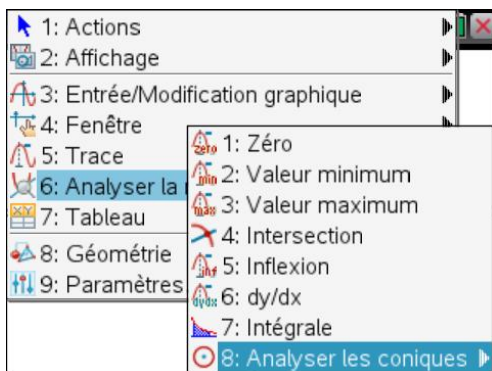 1: Actions
2: Affichage
3: Entrée/Modification graphique
4: Fenêtre
5: Trace
6: Analyser la
7: Tableau
8: Géométrie
9: Paramètres
1: Zéro
2: Valeur minimum
3: Valeur maximum
4: Intersection
5: Inflexion
6: dy/dx
7: Intégrale
8: Analyser les coniques